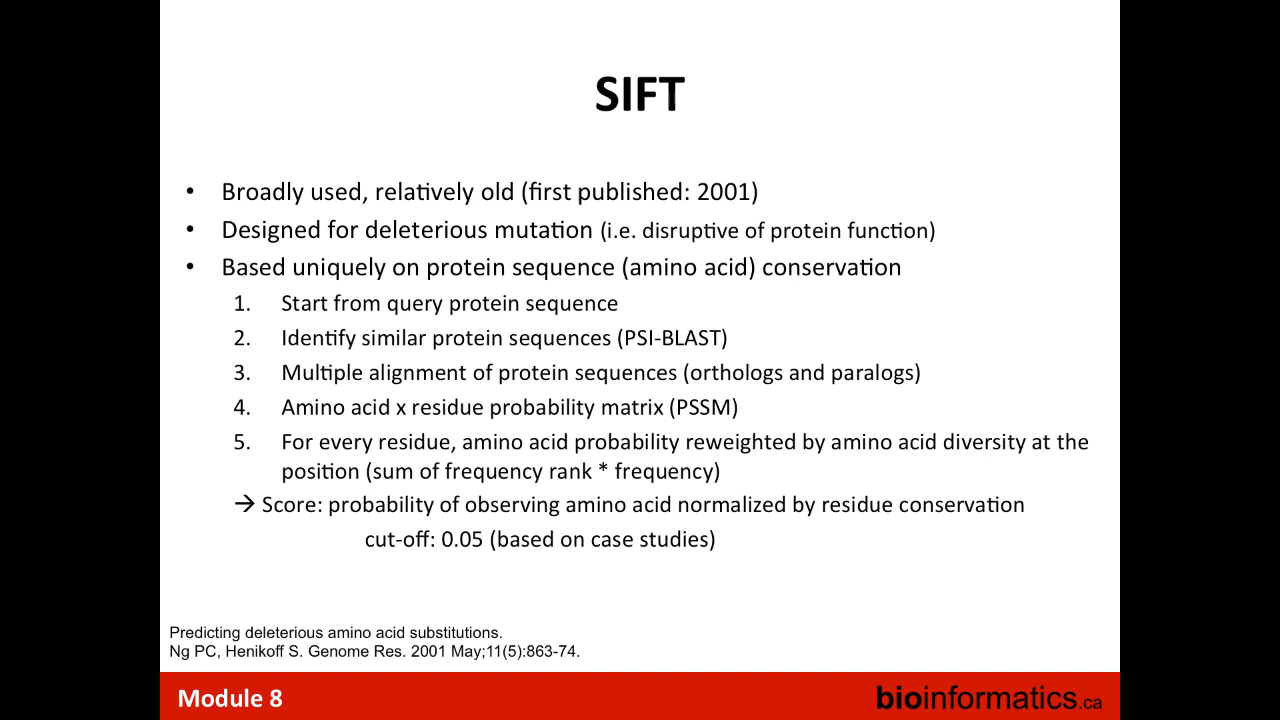 SIFT
• Broadly used, relatively old (first published: 2001)
• Designed for deleterious mutation (i.e. disruptive of protein function)
• Based uniquely on protein sequence (amino acid) conservation
1. Start from query protein sequence
2. Identify similar protein sequences (PSI-BLAST)
3. Multiple alignment of protein sequences (orthologs and paralogs)
4. Amino acid x residue probability matrix (PSSM)
5. For every residue, amino acid probability reweighted by amino acid diversity at the
position (sum of frequency rank * frequency)
→ Score: probability of observing amino acid normalized by residue conservation
cut-off: 0.05 (based on case studies)
Predicting deleterious amino acid substitutions.
Ng PC, Henikoff S. Genome Res. 2001 May;11(5):863-74.
Module 8
bioinformatics.ca